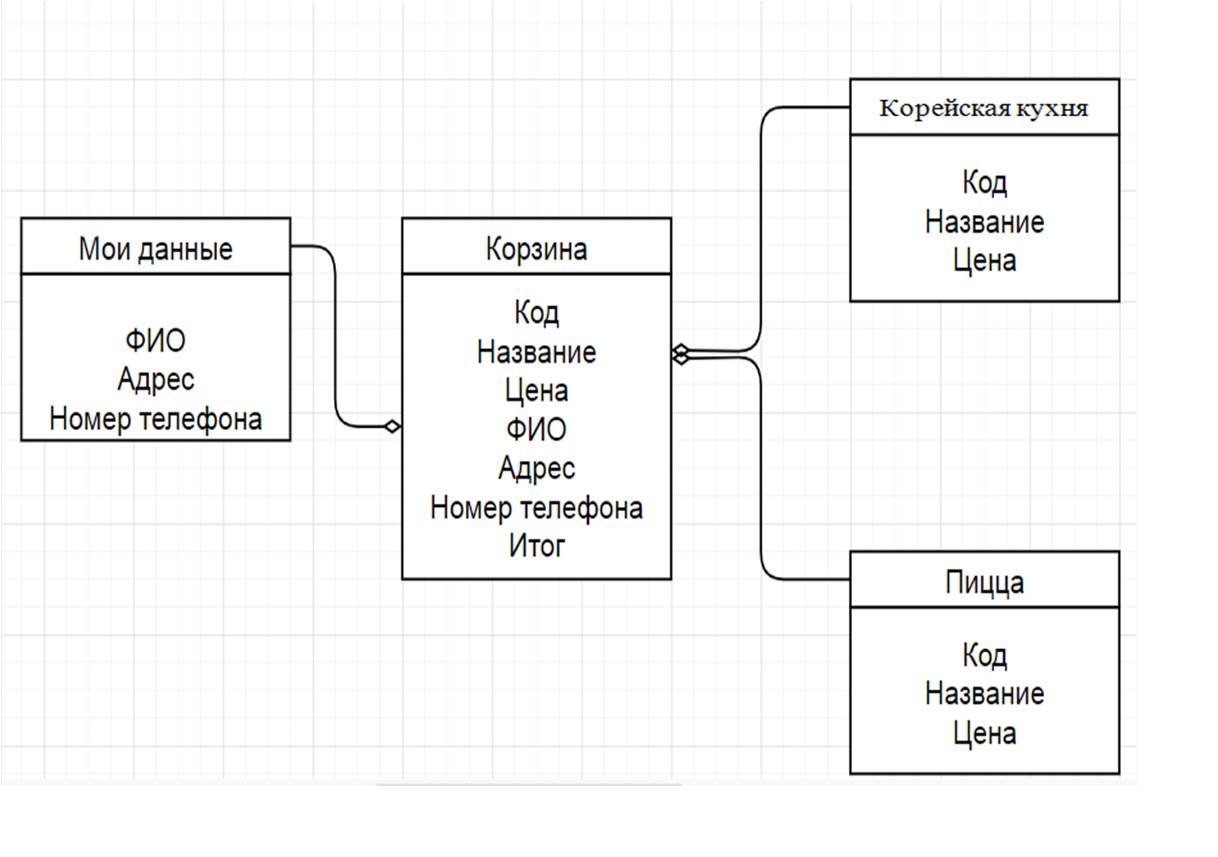 Мои данные
ФИО
Адрес
Номер телефона
Корзина
Код
Название
Цена
ФИО
Адрес
Номер телефона
Итог
Корейская кухня
Код
Название
Цена
Пицца
Код
Название
Цена